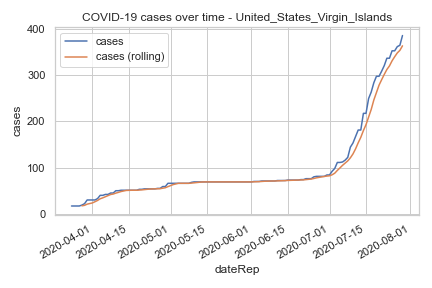 COVID-19 cases over time - United_States_Virgin_Islands
400
300
200
100
0
cases
cases (rolling)
cases
2020-04-01
2020-04-15
2020-05-01
2020-05-15
2020-06-01
2020-06-15
2020-07-01
2020-07-15
2020-08-01
dateRep